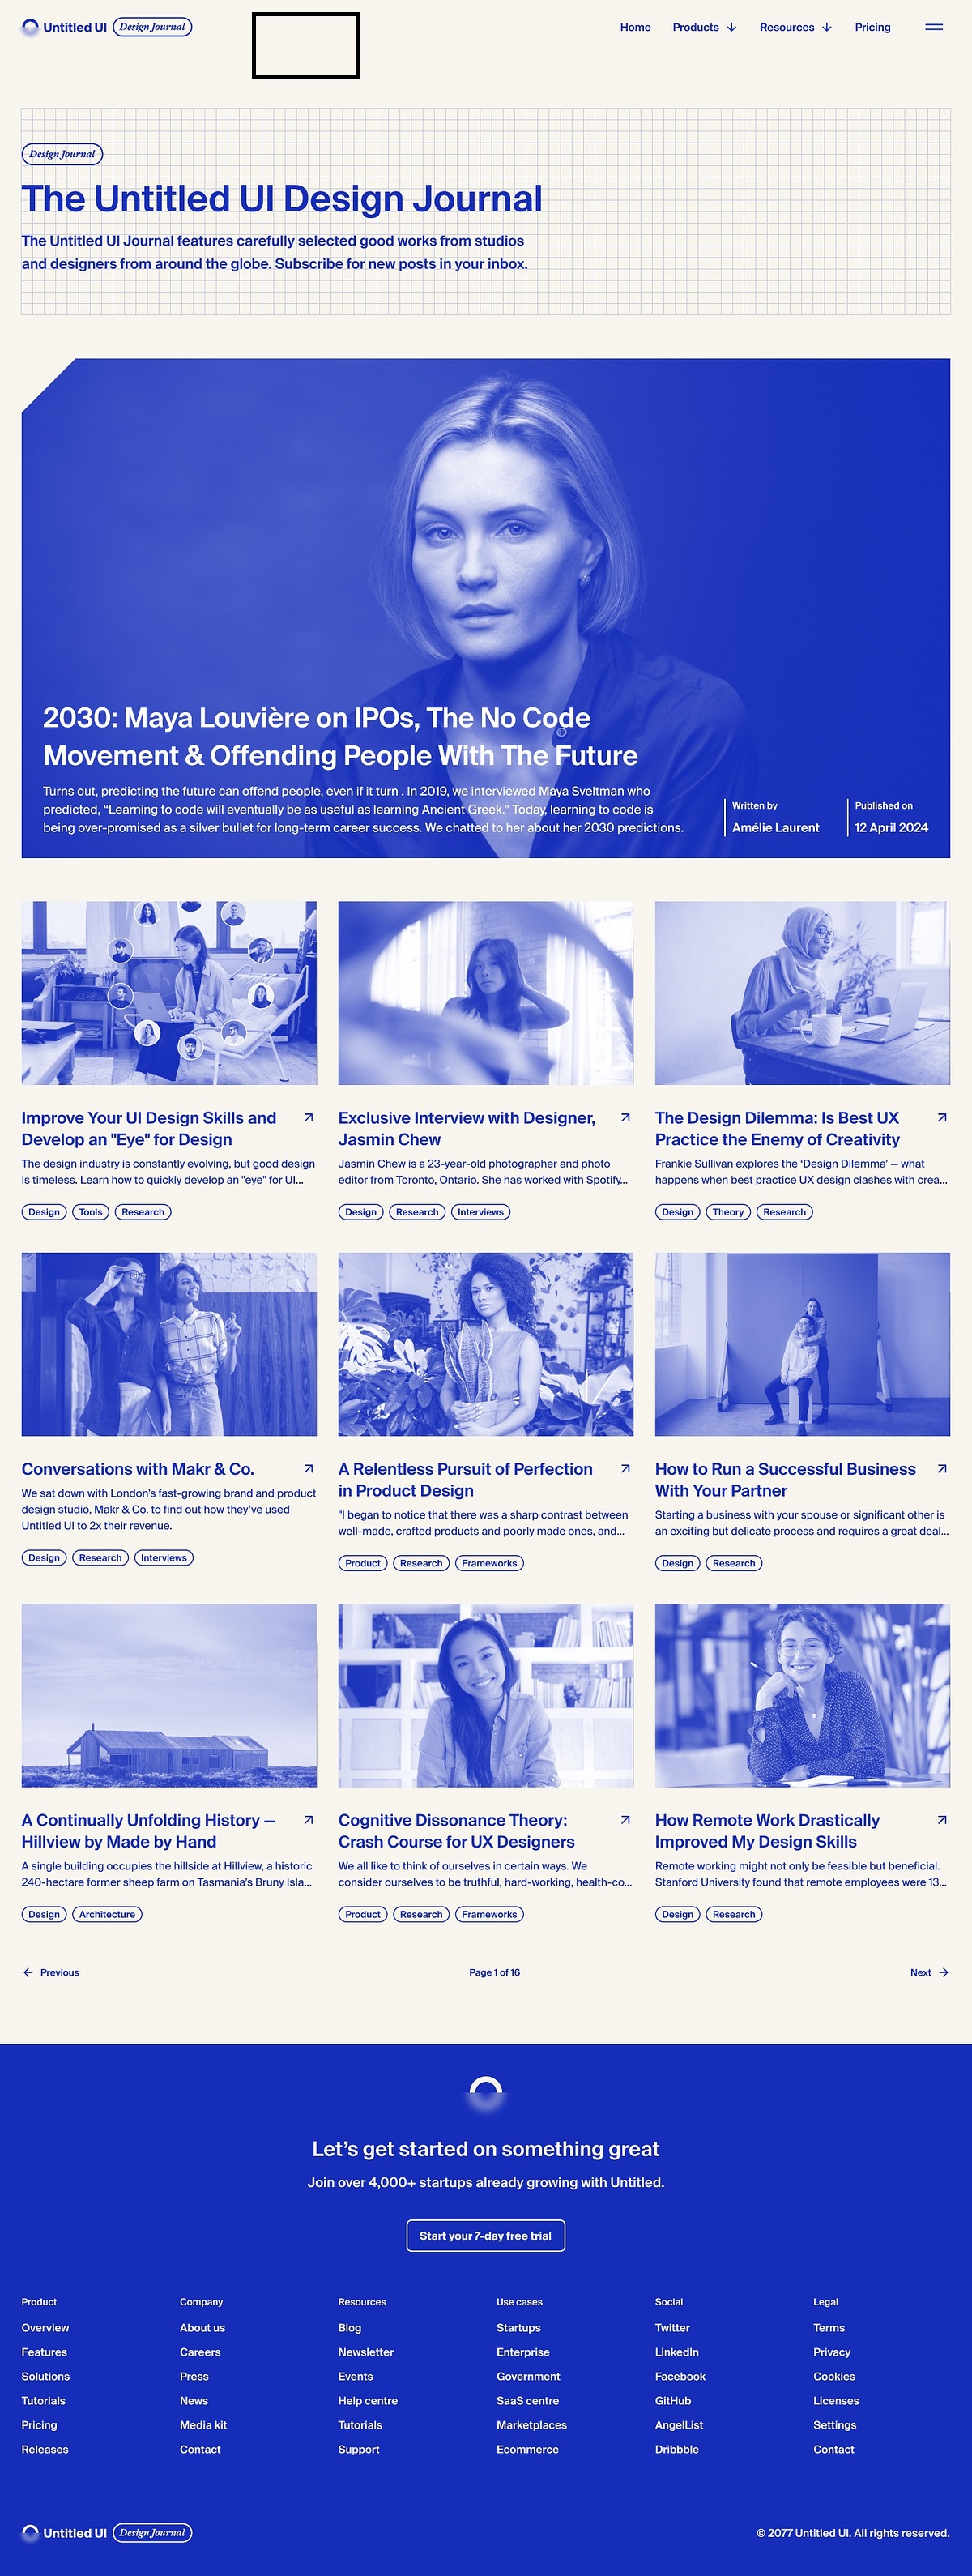 Untitled UI Design Journal
Home Products Resources Pricing
Design Journal
The Untitled UI Design Journal
The Untitled UI Journal features carefully selected good works from studios
and designers from around the globe. Subscribe for new posts in your inbox.
2030: Maya Louvière on IPOs, The No Code
Movement & Offending People With The Future
Turns out, predicting the future can offend people, even if it turn . In 2019, we interviewed Maya Sveltman who
predicted, “Learning to code will eventually be as useful as learning Ancient Greek.” Today, learning to code is
being over-promised as a silver bullet for long-term career success. We chatted to her about her 2030 predictions.
Written by
Amélie Laurent
Published on
12 April 2024
Improve Your UI Design Skills and
Develop an "Eye" for Design
The design industry is constantly evolving, but good design
is timeless. Learn how to quickly develop an "eye" for UI...
Design Tools Research
Exclusive Interview with Designer,
Jasmin Chew
Jasmin Chew is a 23-year-old photographer and photo
editor from Toronto, Ontario. She has worked with Spotify...
Design Research Interviews
The Design Dilemma: Is Best UX
Practice the Enemy of Creativity
Frankie Sullivan explores the ‘Design Dilemma’ — what
happens when best practice UX design clashes with crea...
Design Theory Research
Conversations with Makr & Co.
We sat down with London’s fast-growing brand and product
design studio, Makr & Co. to find out how they’ve used
Untitled UI to 2x their revenue.
Design Research Interviews
A Relentless Pursuit of Perfection
in Product Design
"I began to notice that there was a sharp contrast between
well-made, crafted products and poorly made ones, and...
Product Research Frameworks
How to Run a Successful Business
With Your Partner
Starting a business with your spouse or significant other is
an exciting but delicate process and requires a great deal...
Design Research
A Continually Unfolding History —
Hillview by Made by Hand
A single building occupies the hillside at Hillview, a historic
240-hectare former sheep farm on Tasmania’s Bruny Isla...
Design Architecture
Cognitive Dissonance Theory:
Crash Course for UX Designers
We all like to think of ourselves in certain ways. We
consider ourselves to be truthful, hard-working, health-co...
Product Research Frameworks
How Remote Work Drastically
Improved My Design Skills
Remote working might not only be feasible but beneficial.
Stanford University found that remote employees were 13...
Design Research
Previous Page 1 of 16 Next
Let’s get started on something great
Join over 4,000+ startups already growing with Untitled.
Start your 7-day free trial
Product
Overview
Features
Solutions
Tutorials
Pricing
Releases
Company
About us
Careers
Press
News
Media kit
Contact
Resources
Blog
Newsletter
Events
Help centre
Tutorials
Support
Use cases
Startups
Enterprise
Government
SaaS centre
Marketplaces
Ecommerce
Social
Twitter
LinkedIn
Facebook
GitHub
AngelList
Dribbble
Legal
Terms
Privacy
Cookies
Licenses
Settings
Contact
Untitled UI Design Journal
© 2077 Untitled UI. All rights reserved.